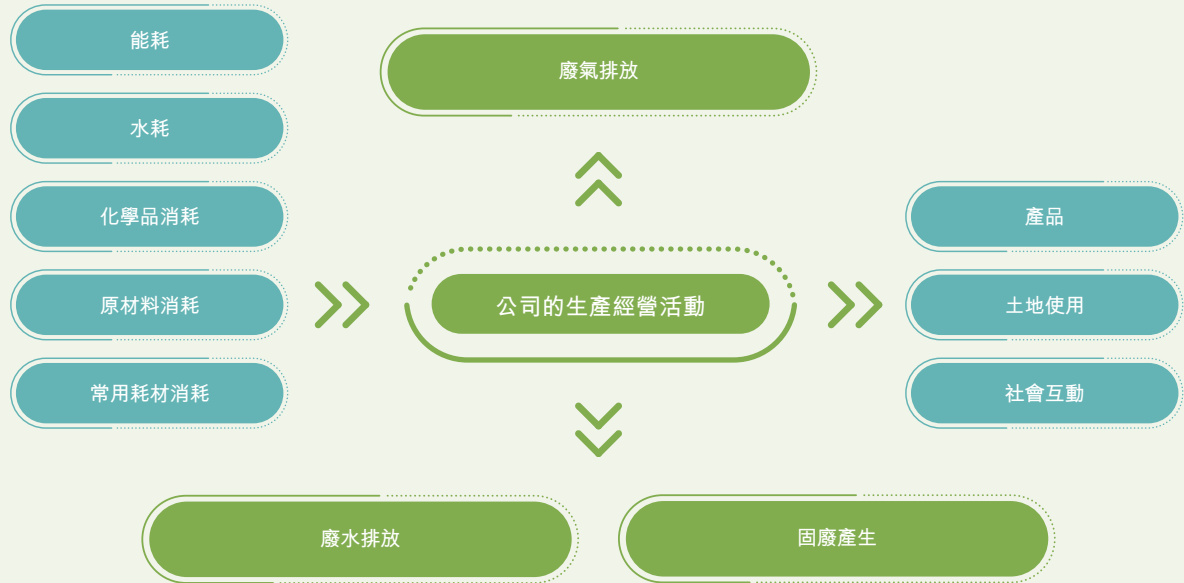 能耗
水耗
化學品消耗
原材料消耗
常用耗材消耗
廢氣排放
公司的生產經營活動
廢水排放
固廢產生
產品
土地使用
社會互動